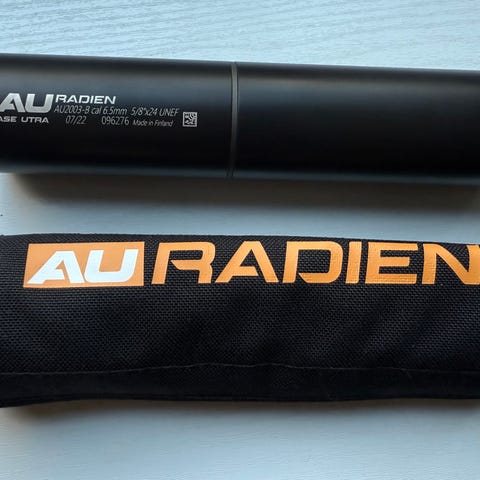 AU RADIEN
AU2003-B cal 6.5mm 5/8"x24 UNEF
ASE UTRA 07/22 096276 Made in Finland
AU RADIEN